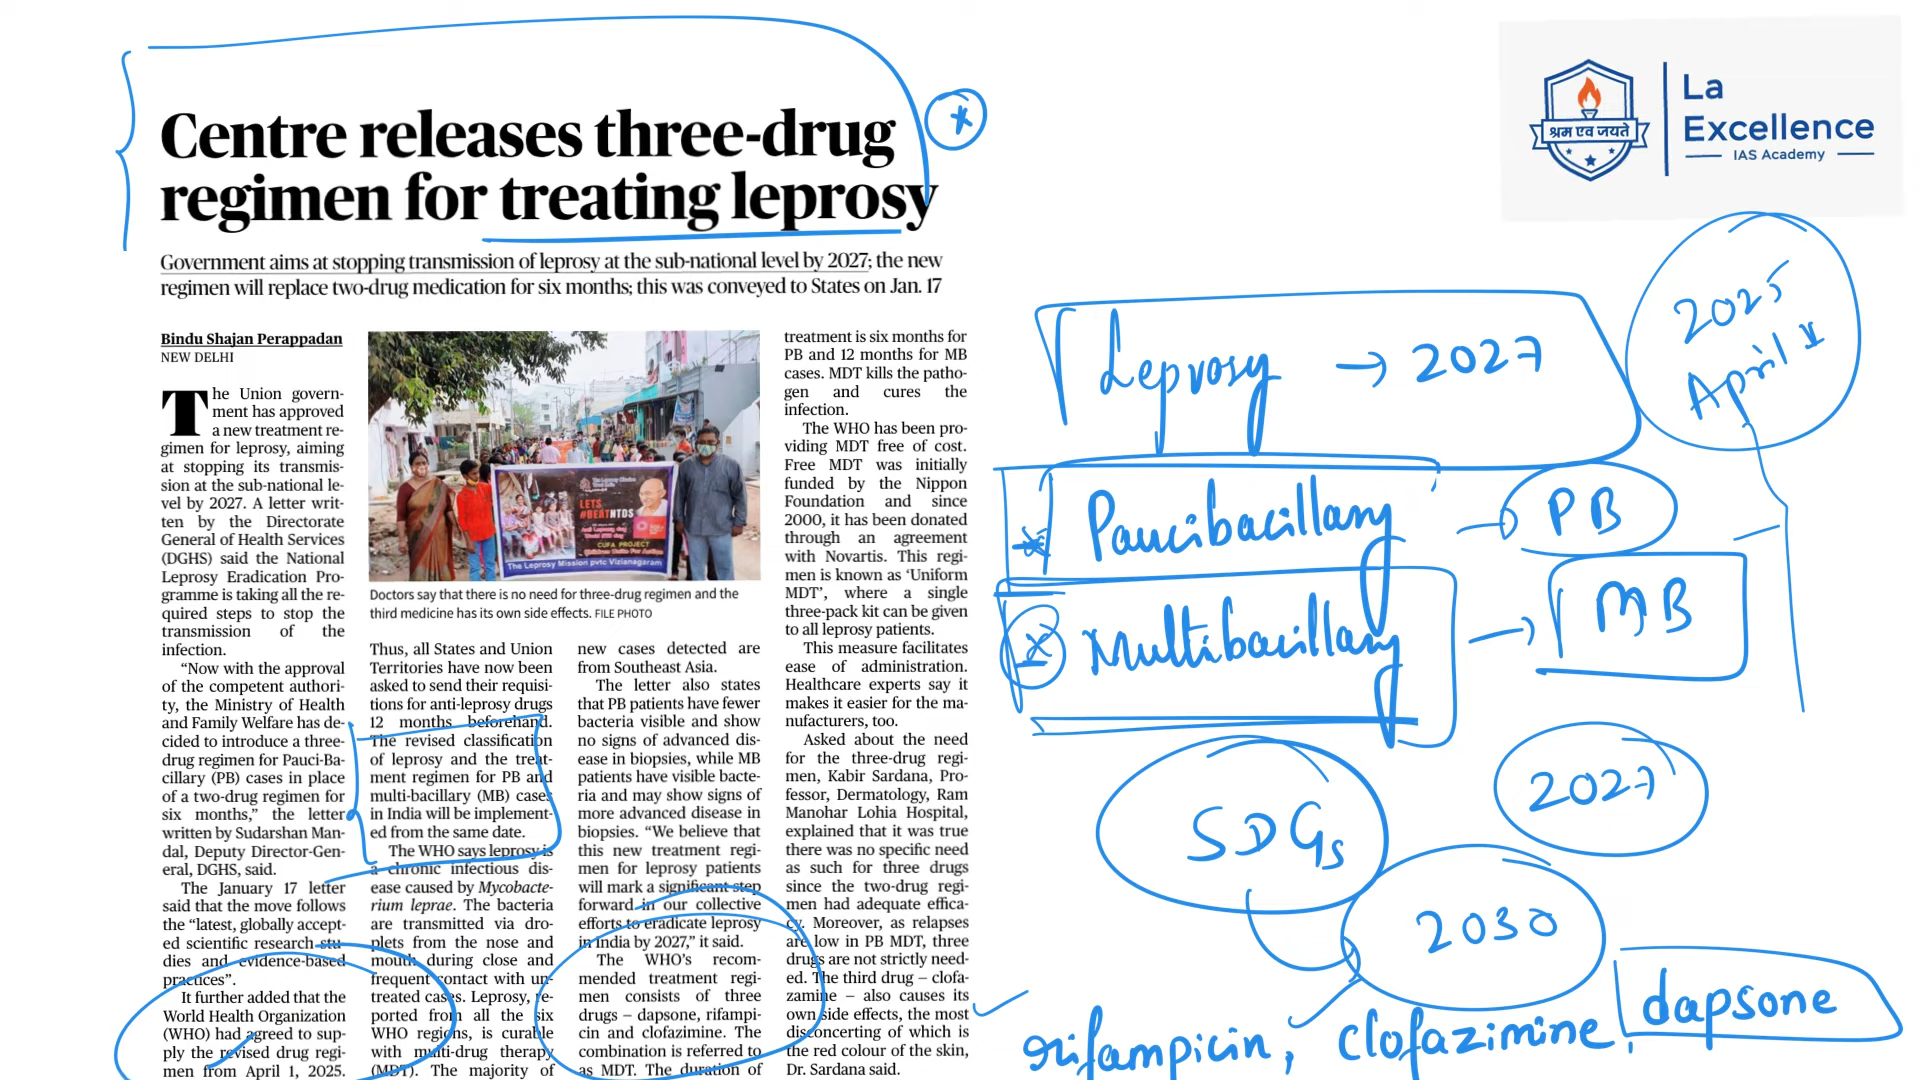 Centre releases three-drug
regimen for treating leprosy
Government aims at stopping transmission of leprosy at the sub-national level by 2027; the new
regimen will replace two-drug medication for six months; this was conveyed to States on Jan. 17
Bindu Shajan Perappadan
NEW DELHI
The Union govern-
ment has approved
a new treatment re-
gimen for leprosy, aiming
at stopping its transmis-
sion at the sub-national le-
vel by 2027. A letter writ-
ten by the Directorate
General of Health Services
(DGHS) said the National
Leprosy Eradication Pro-
gramme is taking all the re-
quired steps to stop the
transmission of the
infection.
“Now with the approval
of the competent authori-
ty, the Ministry of Health
and Family Welfare has de-
cided to introduce a three-
drug regimen for Pauci-Ba-
cillary (PB) cases in place
of a two-drug regimen for
six months,” the letter
written by Sudarshan Man-
dal, Deputy Director-Gen-
eral, DGHS, said.
The January 17 letter
said that the move follows
the “latest, globally accept-
ed scientific research stu-
dies and evidence-based
practices”.
It further added that the
World Health Organization
(WHO) had agreed to sup-
ply the revised drug regi-
men from April 1, 2025.
LETS
#BEAT NTDS
CUFA PROJECT
Children Unite For Action
The Leprosy Mission pvtc Vizianagaram
Doctors say that there is no need for three-drug regimen and the
third medicine has its own side effects. FILE PHOTO
Thus, all States and Union
Territories have now been
asked to send their requisi-
tions for anti-leprosy drugs
12 months beforehand.
The revised classification
of leprosy and the treat-
ment regimen for PB and
multi-bacillary (MB) cases
in India will be implement-
ed from the same date.
The WHO says leprosy is
a chronic infectious dis-
ease caused by Mycobacte-
rium leprae. The bacteria
are transmitted via dro-
plets from the nose and
mouth during close and
frequent contact with un-
treated cases. Leprosy, re-
ported from all the six
WHO regions, is curable
with multi-drug therapy
(MDT). The majority of
new cases detected are
from Southeast Asia.
The letter also states
that PB patients have fewer
bacteria visible and show
no signs of advanced dis-
ease in biopsies, while MB
patients have visible bacte-
ria and may show signs of
more advanced disease in
biopsies. “We believe that
this new treatment regi-
men for leprosy patients
will mark a significant step
forward in our collective
efforts to eradicate leprosy
in India by 2027,” it said.
The WHO’s recom-
mended treatment regi-
men consists of three
drugs – dapsone, rifampi-
cin and clofazimine. The
combination is referred to
as MDT. The duration of
treatment is six months for
PB and 12 months for MB
cases. MDT kills the patho-
gen and cures the
infection.
The WHO has been pro-
viding MDT free of cost.
Free MDT was initially
funded by the Nippon
Foundation and since
2000, it has been donated
through an agreement
with Novartis. This regi-
men is known as ‘Uniform
MDT’, where a single
three-pack kit can be given
to all leprosy patients.
This measure facilitates
ease of administration.
Healthcare experts say it
makes it easier for the ma-
nufacturers, too.
Asked about the need
for the three-drug regi-
men, Kabir Sardana, Pro-
fessor, Dermatology, Ram
Manohar Lohia Hospital,
explained that it was true
there was no specific need
as such for three drugs
since the two-drug regi-
men had adequate effica-
cy. Moreover, as relapses
are low in PB MDT, three
drugs are not strictly need-
ed. The third drug – clofa-
zamine – also causes its
own side effects, the most
disconcerting of which is
the red colour of the skin,
Dr. Sardana said.
श्रम एव जयते
La
Excellence
IAS Academy
2025
April 1
Leprosy → 2027
Paucibacillary → PB
Multibacillary → MB
SDGs
2027
2030
rifampicin, clofazimine, dapsone